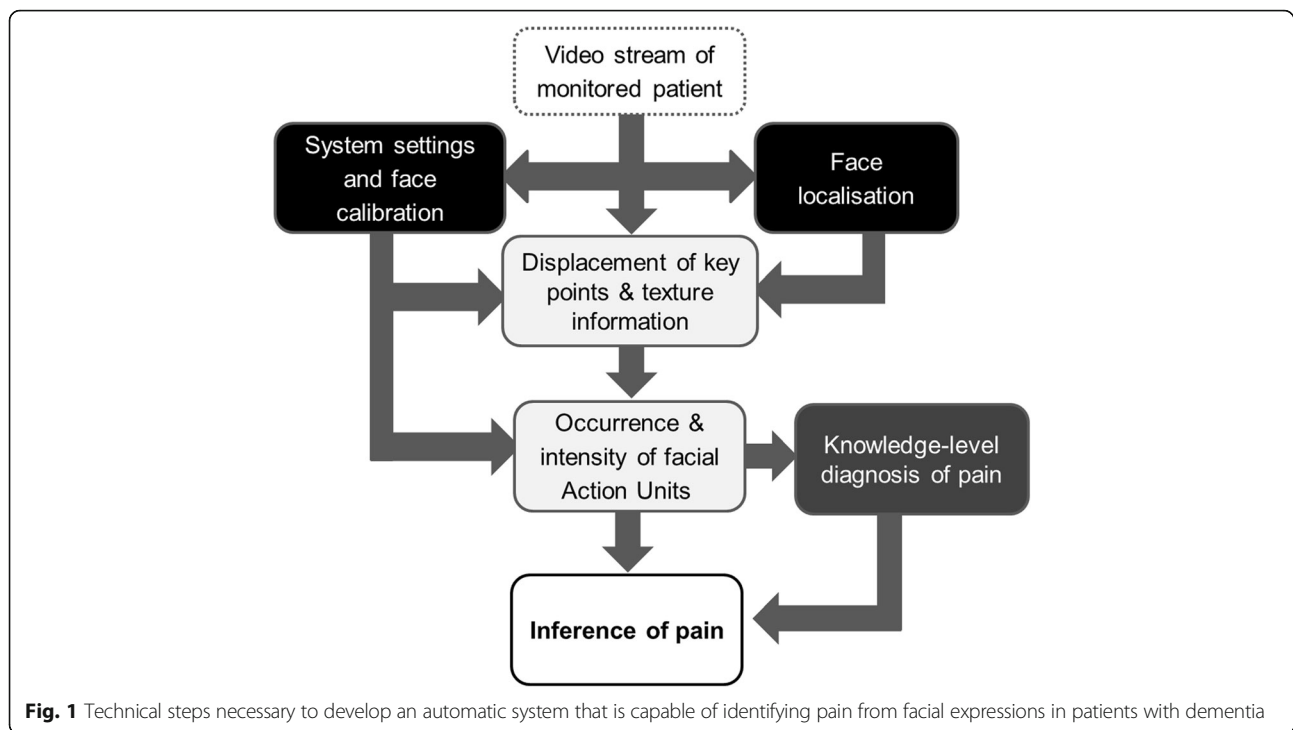 Video stream of
monitored patient
System settings
and face
calibration
Face
localisation
Displacement of key
points & texture
information
Occurrence &
intensity of facial
Action Units
Knowledge-level
diagnosis of pain
Inference of pain
Fig. 1 Technical steps necessary to develop an automatic system that is capable of identifying pain from facial expressions in patients with dementia